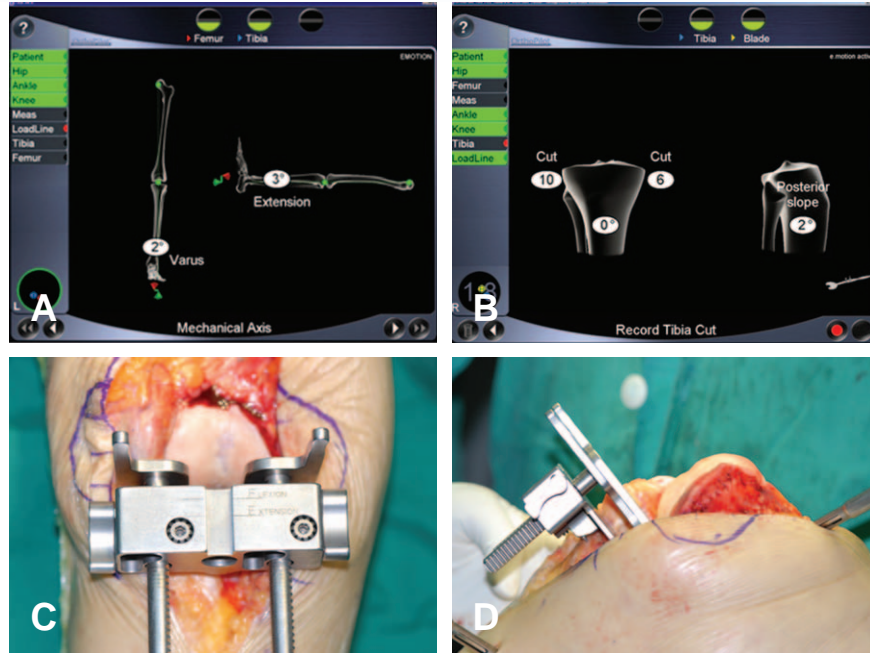 ?
Femur
Tibia
EMOTION
Patient
Hip
Ankle
Knee
Meas
LoadLine
Tibia
Femur
3°
Extension
2°
Varus
L
A
Mechanical Axis
?
Tibia
Blade
Patient
Hip
Femur
Meas
Ankle
Knee
Tibia
LoadLine
Cut
10
Cut
6
0°
Posterior
slope
2°
R
B
Record Tibia Cut
FLEXION
EXTENSION
C
D